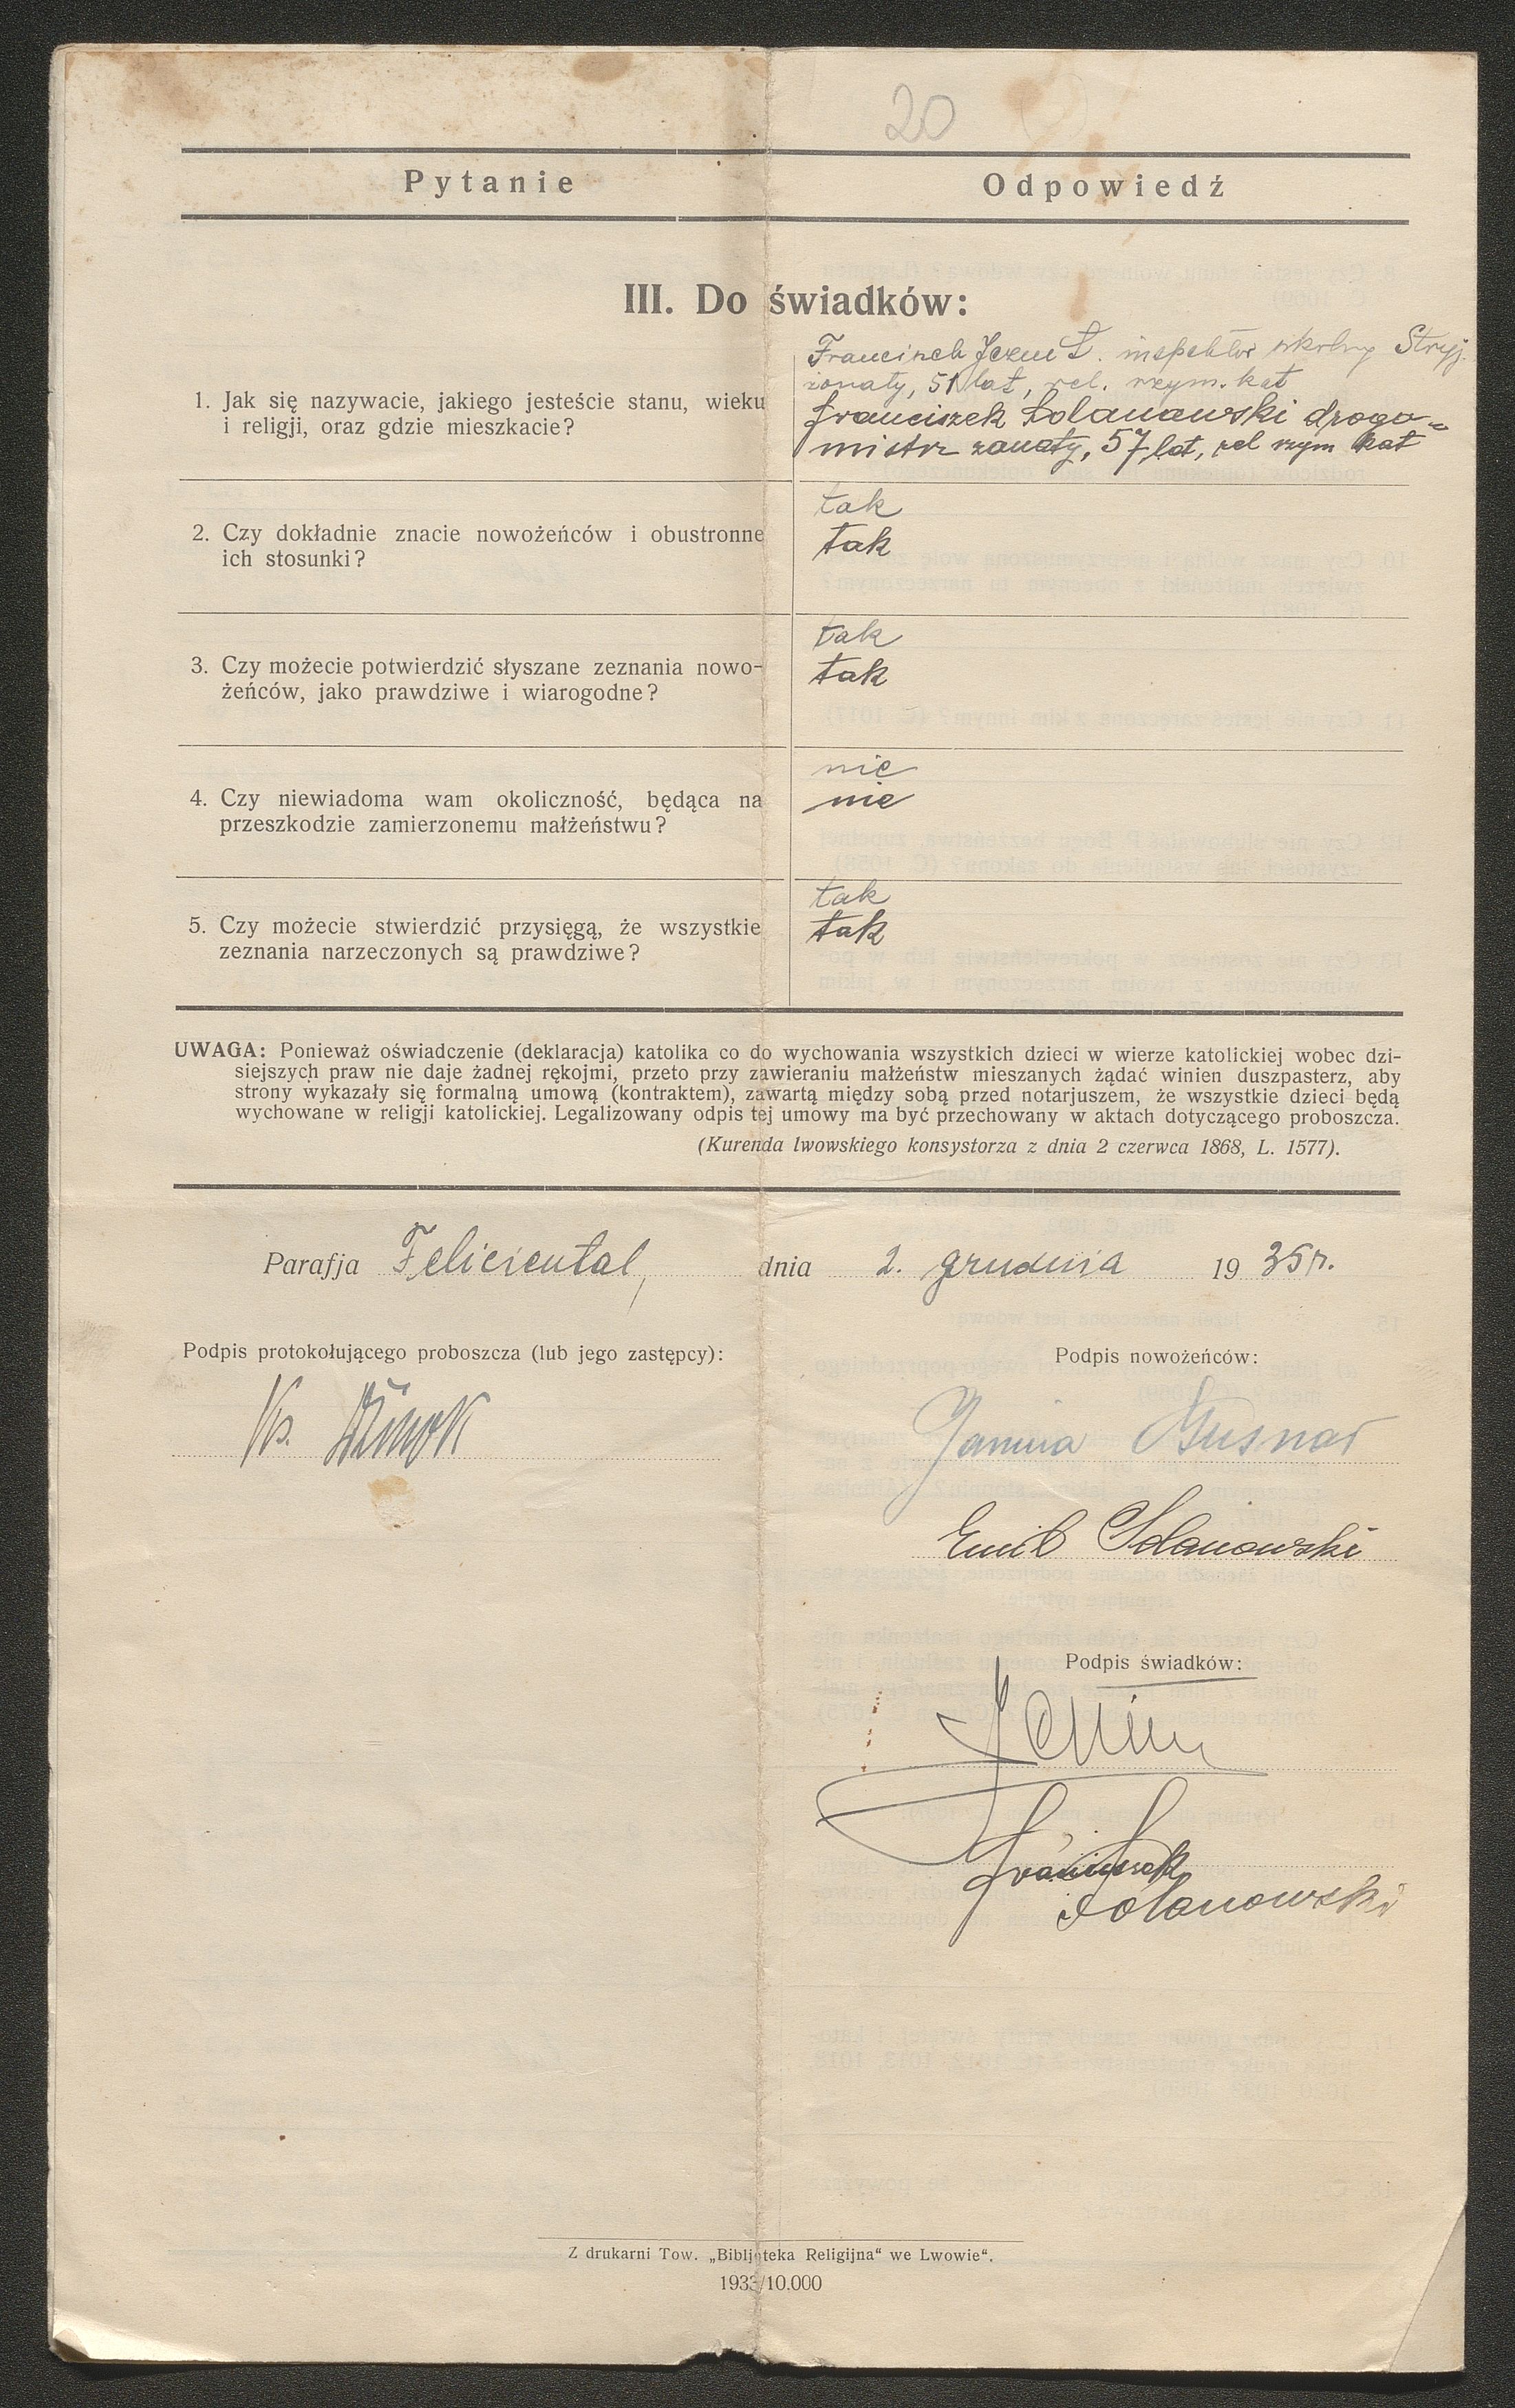 20
Pytanie
Odpowiedź
III. Do świadków:
1. Jak się nazywacie, jakiego jesteście stanu, wieku
i religji, oraz gdzie mieszkacie?
Franciszek inspektor szkolny Stryj.
żonaty, 51 lat, rel. rzym. kat
Franciszek Solanowski drogo-
mistrz żonaty, 57 lat, rel rzym kat
2. Czy dokładnie znacie nowożeńców i obustronne
ich stosunki?
tak
tak
3. Czy możecie potwierdzić słyszane zeznania nowo-
żeńców, jako prawdziwe i wiarogodne?
tak
tak
4. Czy niewiadoma wam okoliczność, będąca na
przeszkodzie zamierzonemu małżeństwu?
nie
nie
5. Czy możecie stwierdzić przysięgą, że wszystkie
zeznania narzeczonych są prawdziwe?
tak
tak
UWAGA: Ponieważ oświadczenie (deklaracja) katolika co do wychowania wszystkich dzieci w wierze katolickiej wobec dzi-
siejszych praw nie daje żadnej rękojmi, przeto przy zawieraniu małżeństw mieszanych żądać winien duszpasterz, aby
strony wykazały się formalną umową (kontraktem), zawartą między sobą przed notarjuszem, że wszystkie dzieci będą
wychowane w religji katolickiej. Legalizowany odpis tej umowy ma być przechowany w aktach dotyczącego proboszcza.
(Kurenda lwowskiego konsystorza z dnia 2 czerwca 1868, L. 1577).
Parafja Feliciental, dnia 2. grudnia 1935 r.
Podpis protokołującego proboszcza (lub jego zastępcy):
Podpis nowożeńców:
Ks.
Janina Gusnar
Emil Solanowski
Podpis świadków:
Franciszek
Solanowski
Z drukarni Tow. „Bibljoteka Religijna“ we Lwowie“.
1933/10.000